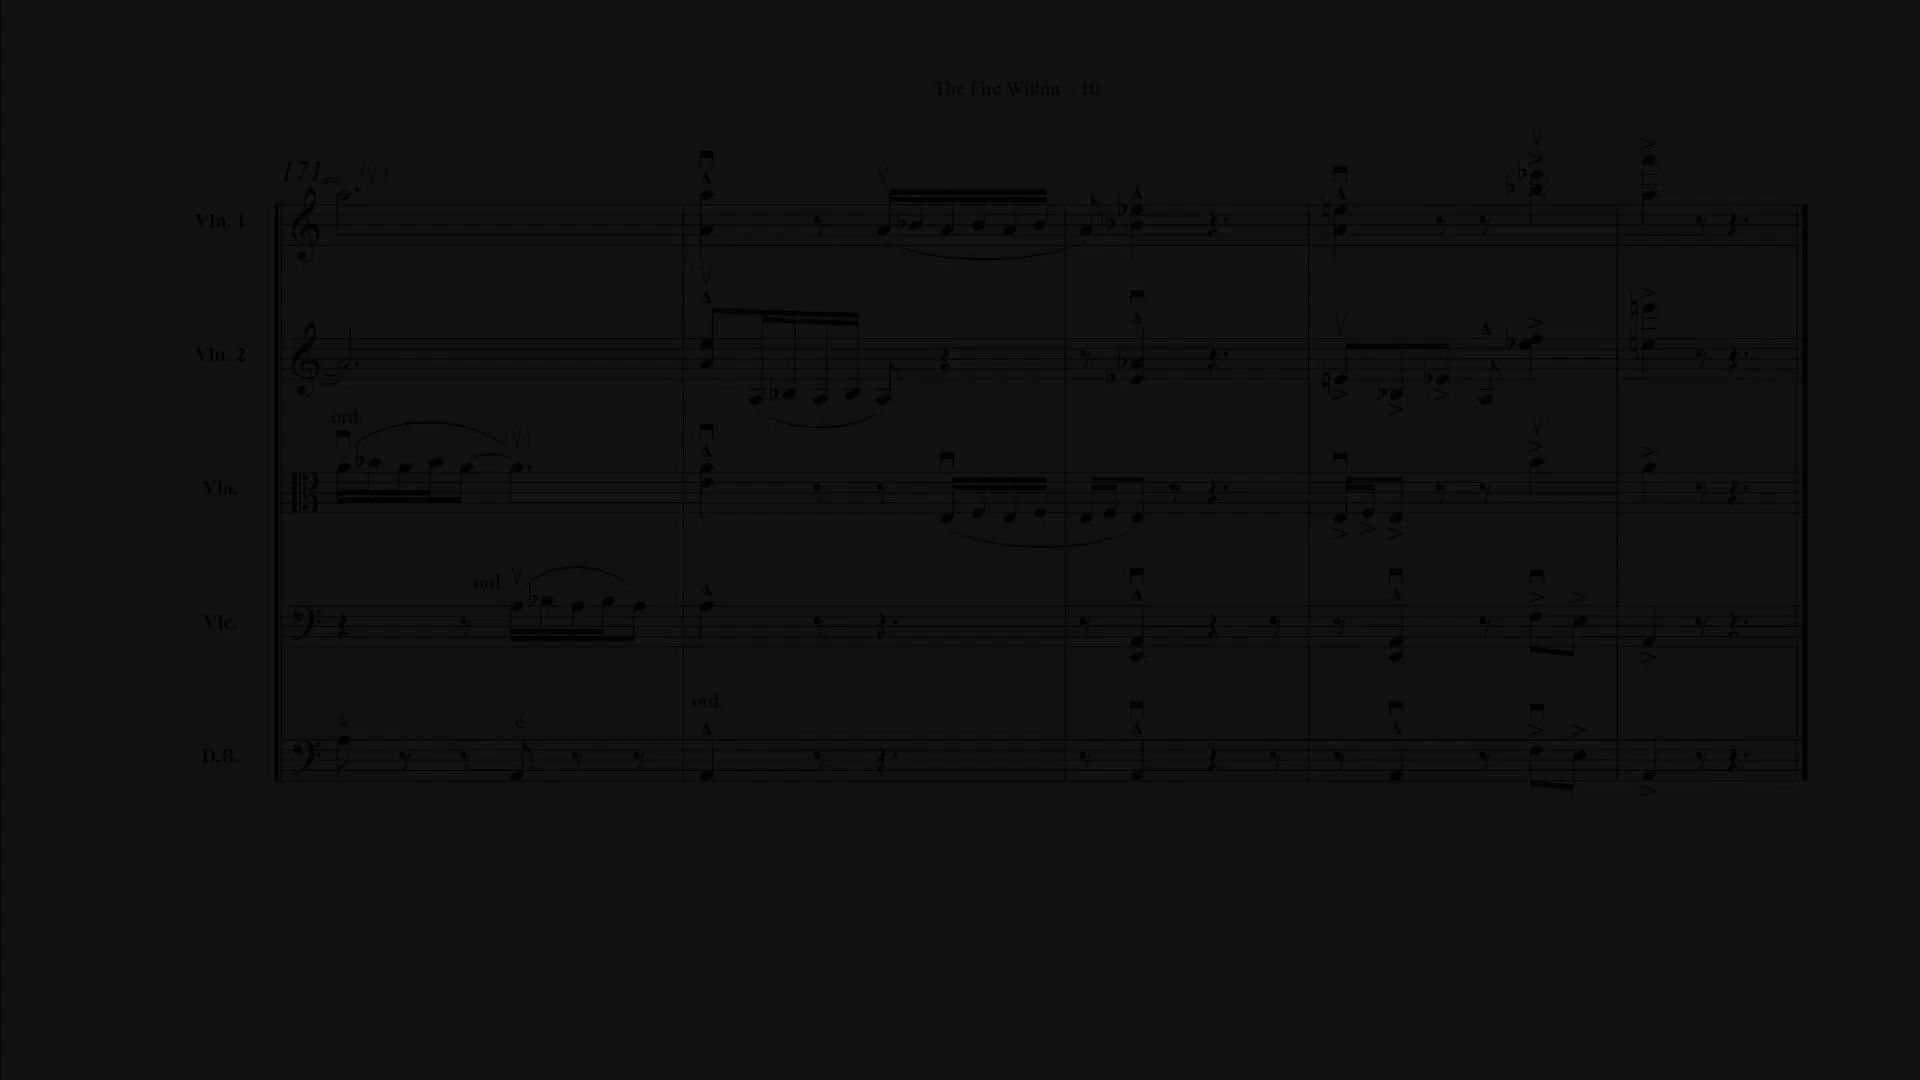 The Fire Within – 10
171
Vln. 1
Vln. 2
ord.
Vla.
ord.
Vlc.
ord.
D.B.